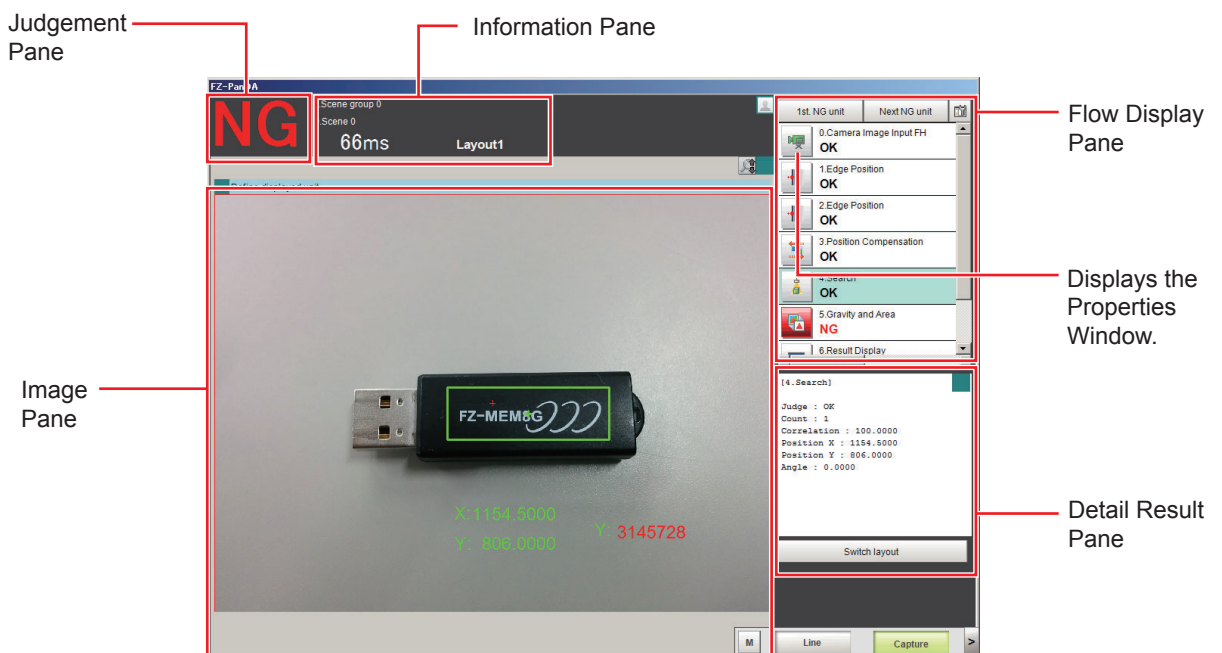 Judgement
Pane
Information Pane
FZ-PanDA
NG
.Scene group 0
.Scene 0
66ms
Layout1
1st. NG unit
Next NG unit
Flow Display
Pane
0.Camera Image Input FH
OK
1.Edge Position
OK
2.Edge Position
OK
3.Position Compensation
OK
4.Search
OK
5.Gravity and Area
NG
6.Result Display
Displays the
Properties
Window.
Image
Pane
FZ-MEM8G
X:1154.5000
Y: 806.0000
Y: 3145728
[4.Search]
Judge : OK
Count : 1
Correlation : 100.0000
Position X : 1154.5000
Position Y : 806.0000
Angle : 0.0000
Detail Result
Pane
Switch layout
M
Line
Capture
>